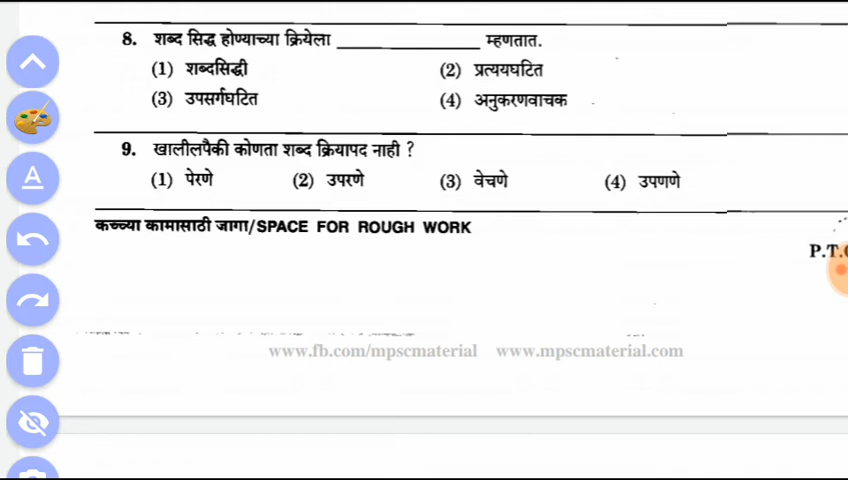 8. शब्द सिद्ध होण्याच्या क्रियेला ____________ म्हणतात.
(1) शब्दसिद्धी (2) प्रत्ययघटित
(3) उपसर्गघटित (4) अनुकरणवाचक
9. खालीलपैकी कोणता शब्द क्रियापद नाही ?
(1) पेरणे (2) उपरणे (3) वेचणे (4) उपणणे
कच्च्या कामासाठी जागा/SPACE FOR ROUGH WORK
P.T.
www.fb.com/mpscmaterial www.mpscmaterial.com
A